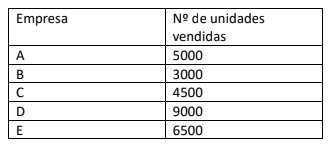 Empresa Nº de unidades
vendidas
A 5000
B 3000
C 4500
D 9000
E 6500